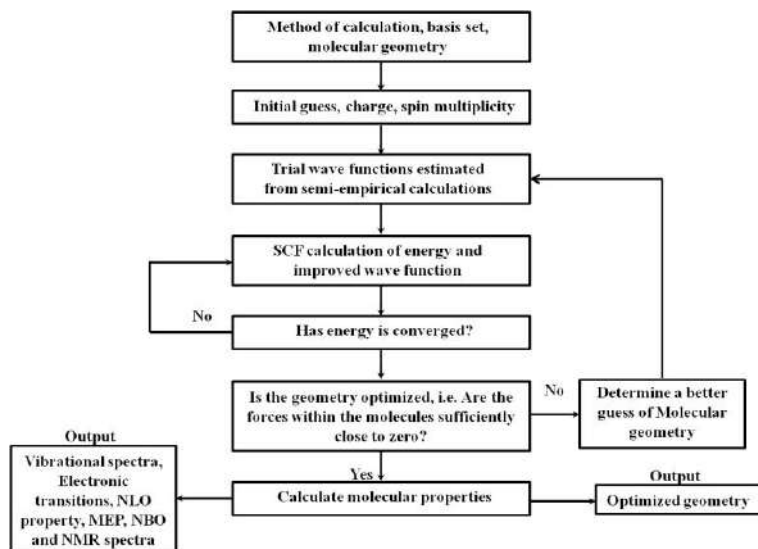 Method of calculation, basis set,
molecular geometry
Initial guess, charge, spin multiplicity
Trial wave functions estimated
from semi-empirical calculations
SCF calculation of energy and
improved wave function
No
Has energy is converged?
Is the geometry optimized, i.e. Are the
forces within the molecules sufficiently
close to zero?
No
Determine a better
guess of Molecular
geometry
Yes
Calculate molecular properties
Output
Vibrational spectra,
Electronic
transitions, NLO
property, MEP, NBO
and NMR spectra
Output
Optimized geometry